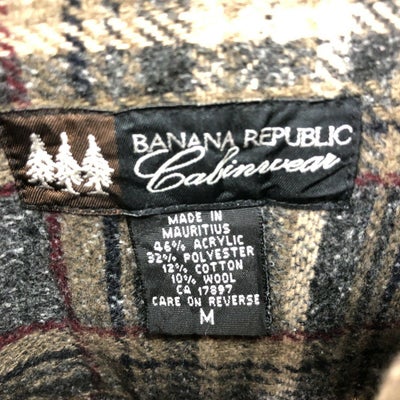 BANANA REPUBLIC
Cabinwear
MADE IN
MAURITIUS
46% ACRYLIC
32% POLYESTER
12% COTTON
10% WOOL
CA 17897
CARE ON REVERSE
M